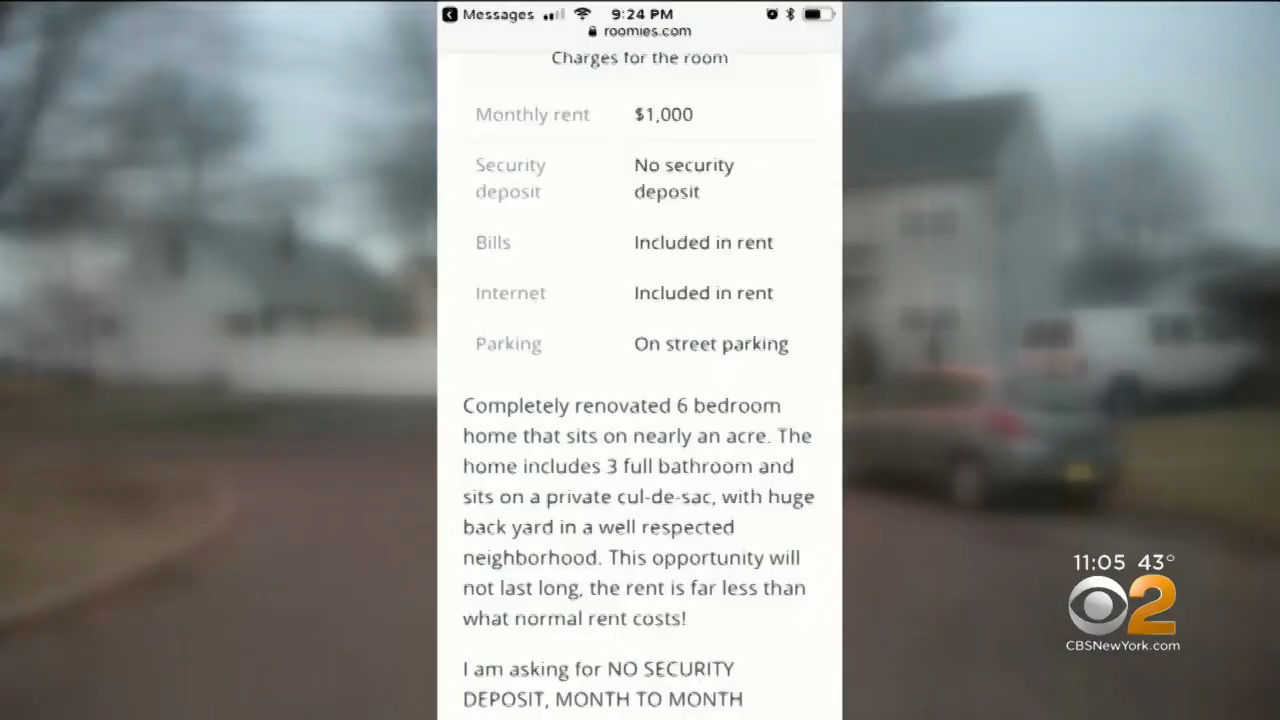 Messages 9:24 PM
roomies.com
Charges for the room
Monthly rent $1,000
Security No security
deposit deposit
Bills Included in rent
Internet Included in rent
Parking On street parking
Completely renovated 6 bedroom
home that sits on nearly an acre. The
home includes 3 full bathroom and
sits on a private cul-de-sac, with huge
back yard in a well respected
neighborhood. This opportunity will
not last long, the rent is far less than
what normal rent costs!
I am asking for NO SECURITY
DEPOSIT, MONTH TO MONTH
11:05 43°
2
CBSNewYork.com